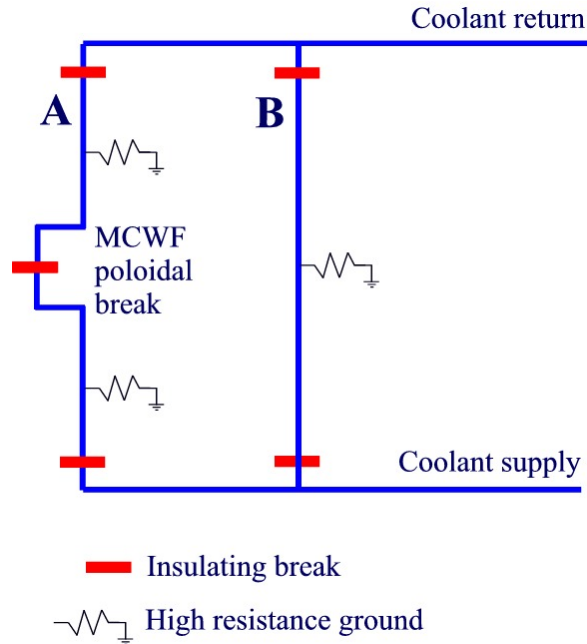 Coolant return
A
B
MCWF
poloidal
break
Coolant supply
Insulating break
High resistance ground